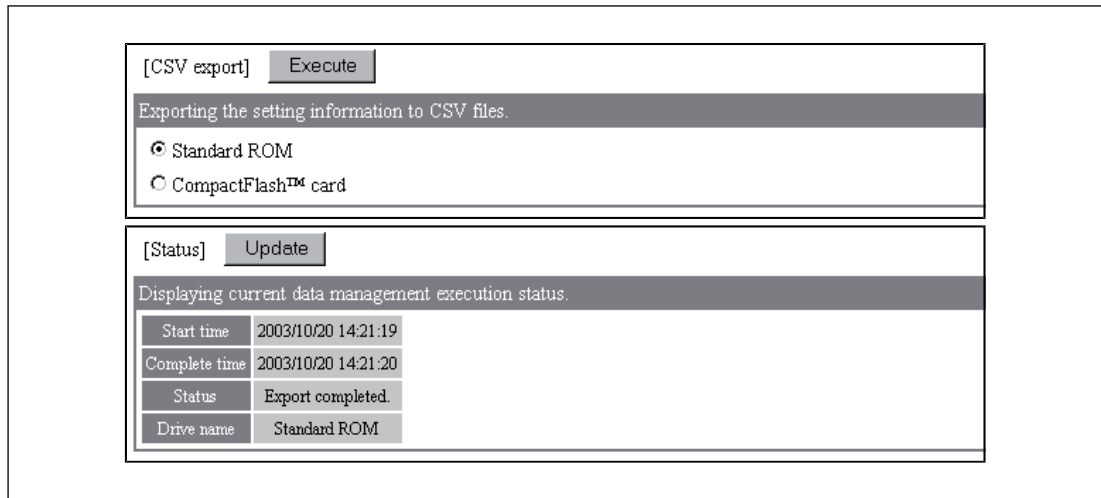 [CSV export] Execute
Exporting the setting information to CSV files.
Standard ROM
CompactFlash™ card
[Status] Update
Displaying current data management execution status.
Start time 2003/10/20 14:21:19
Complete time 2003/10/20 14:21:20
Status Export completed.
Drive name Standard ROM